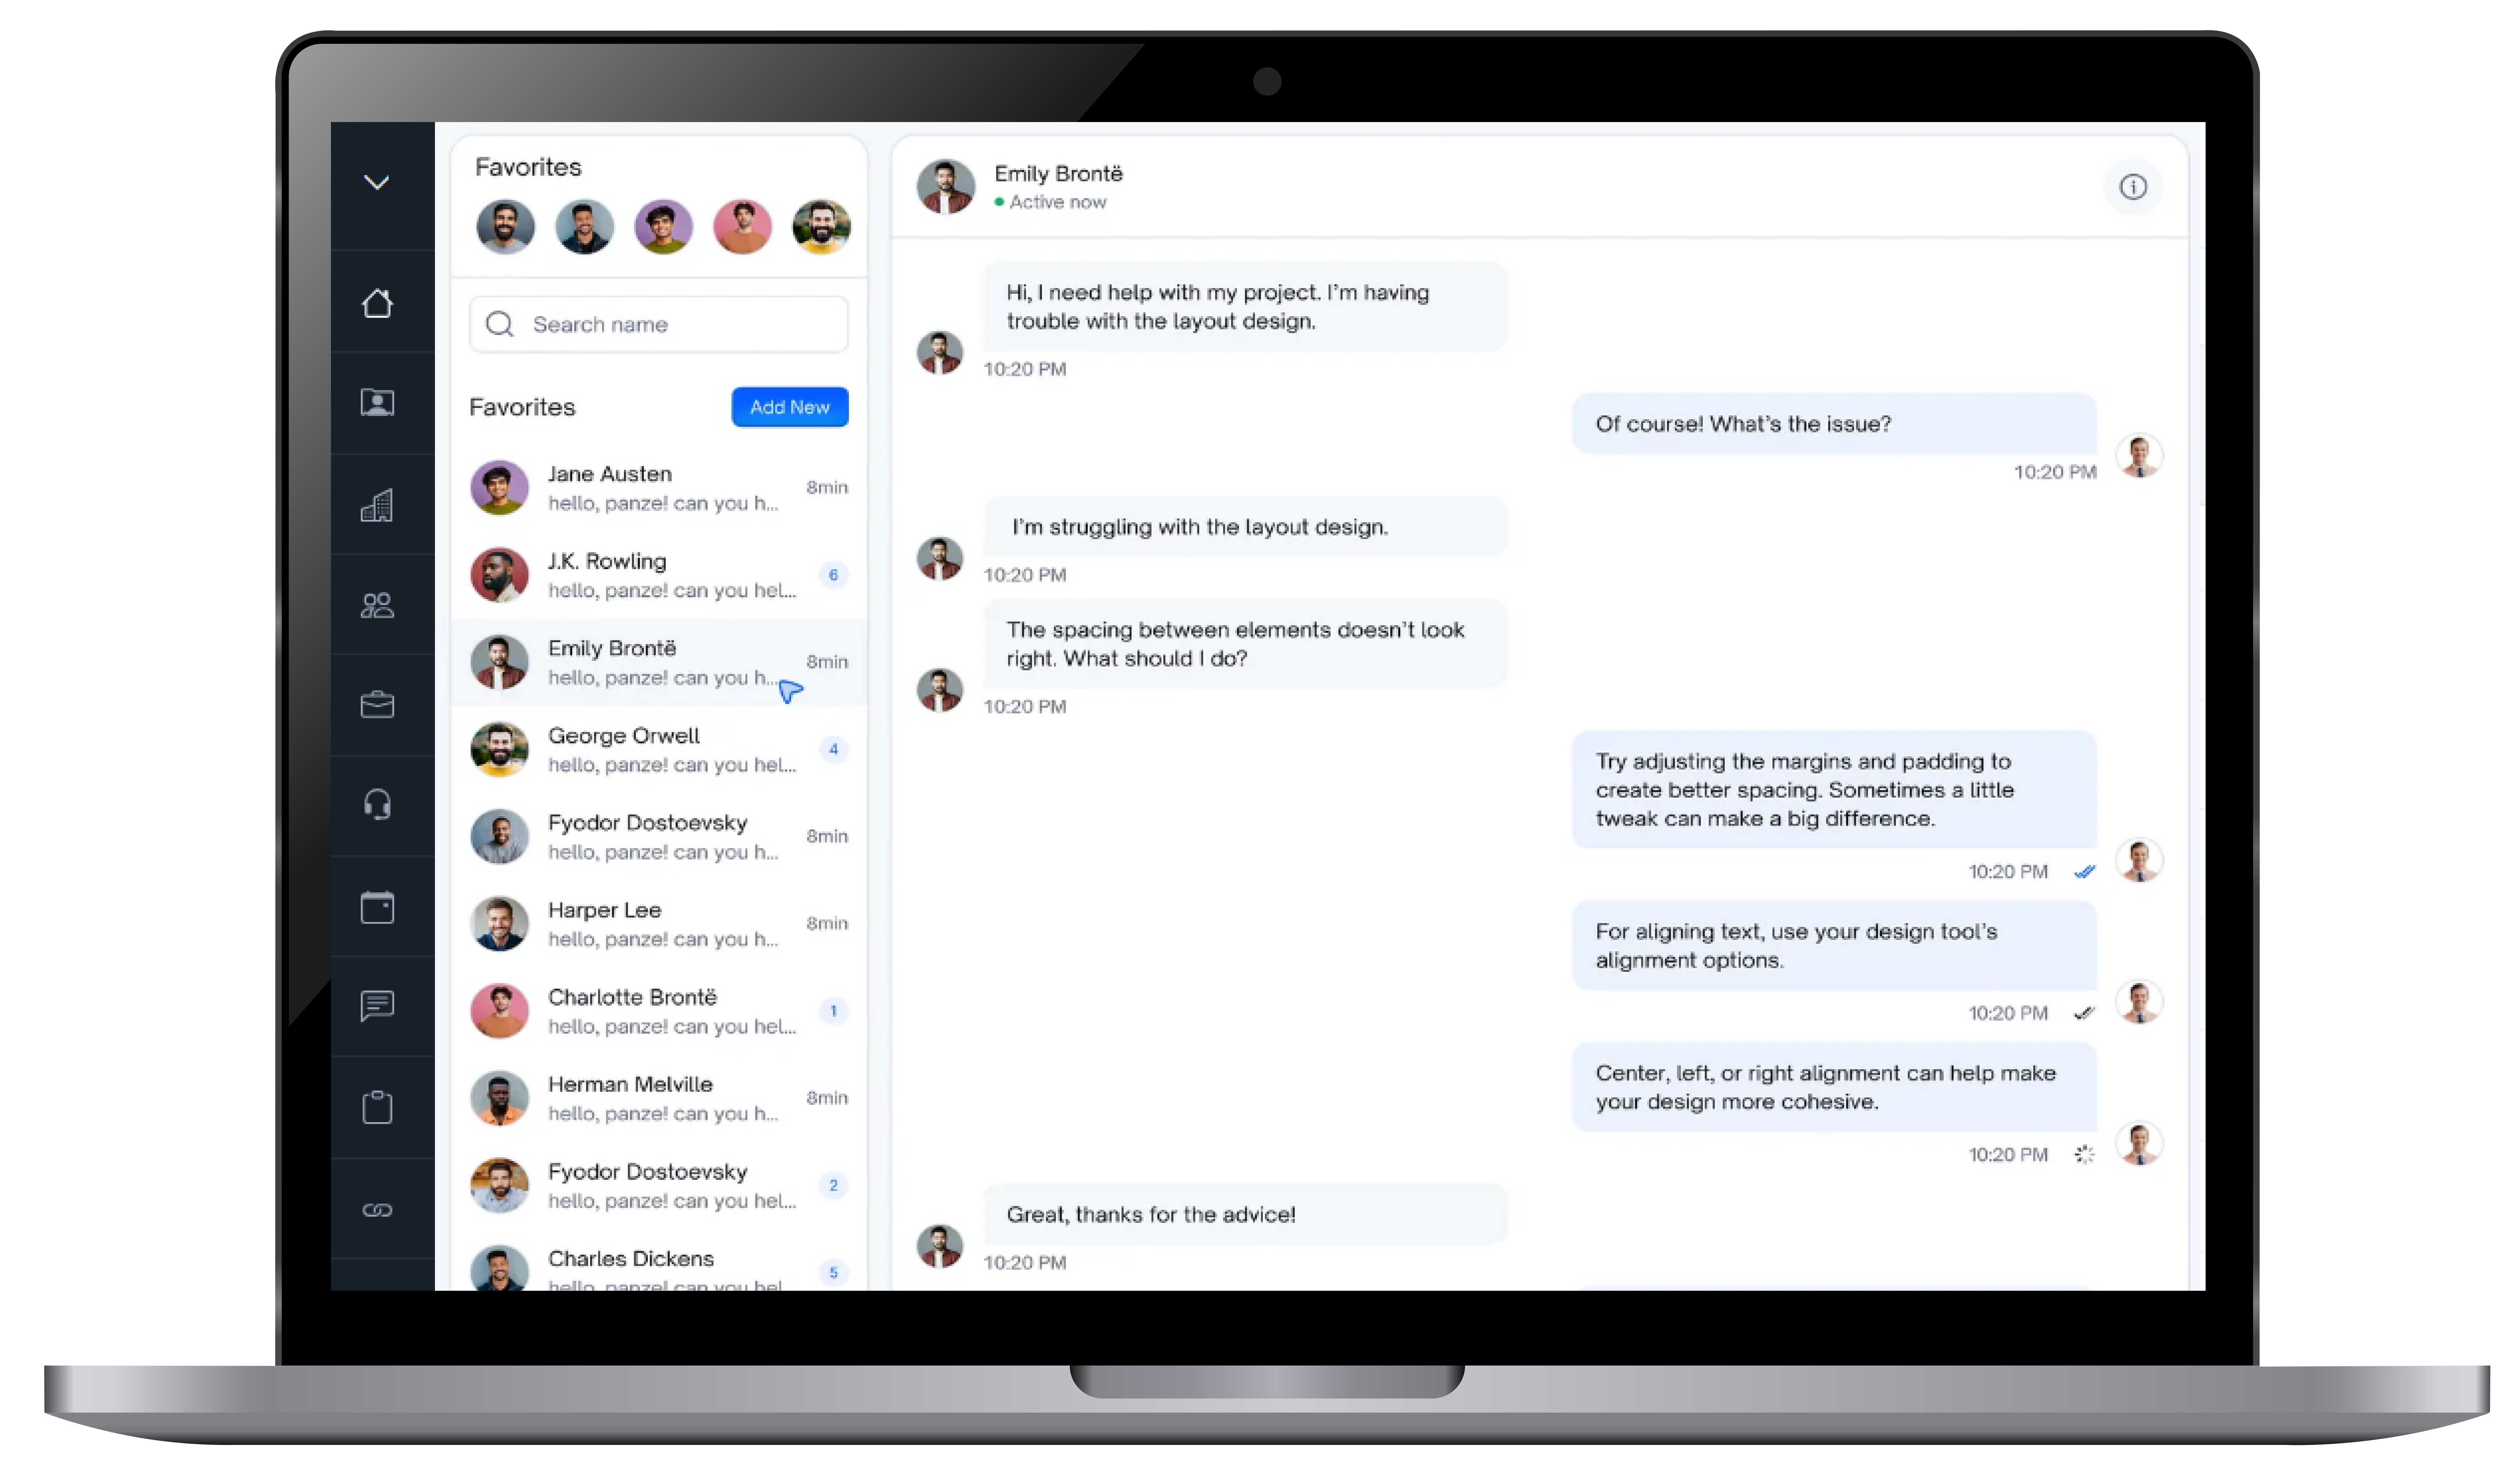 Favorites
Search name
Favorites
Add New
Jane Austen
hello, panze! can you h...
8min
J.K. Rowling
hello, panze! can you hel...
6
Emily Brontë
hello, panze! can you h...
8min
George Orwell
hello, panze! can you hel...
4
Fyodor Dostoevsky
hello, panze! can you h...
8min
Harper Lee
hello, panze! can you h...
8min
Charlotte Brontë
hello, panze! can you hel...
1
Herman Melville
hello, panze! can you h...
8min
Fyodor Dostoevsky
hello, panze! can you hel...
2
Charles Dickens
hello, panze! can you hel
5
Emily Brontë
Active now
Hi, I need help with my project. I'm having
trouble with the layout design.
10:20 PM
Of course! What's the issue?
10:20 PM
I'm struggling with the layout design.
10:20 PM
The spacing between elements doesn't look
right. What should I do?
10:20 PM
Try adjusting the margins and padding to
create better spacing. Sometimes a little
tweak can make a big difference.
10:20 PM
For aligning text, use your design tool's
alignment options.
10:20 PM
Center, left, or right alignment can help make
your design more cohesive.
10:20 PM
Great, thanks for the advice!
10:20 PM